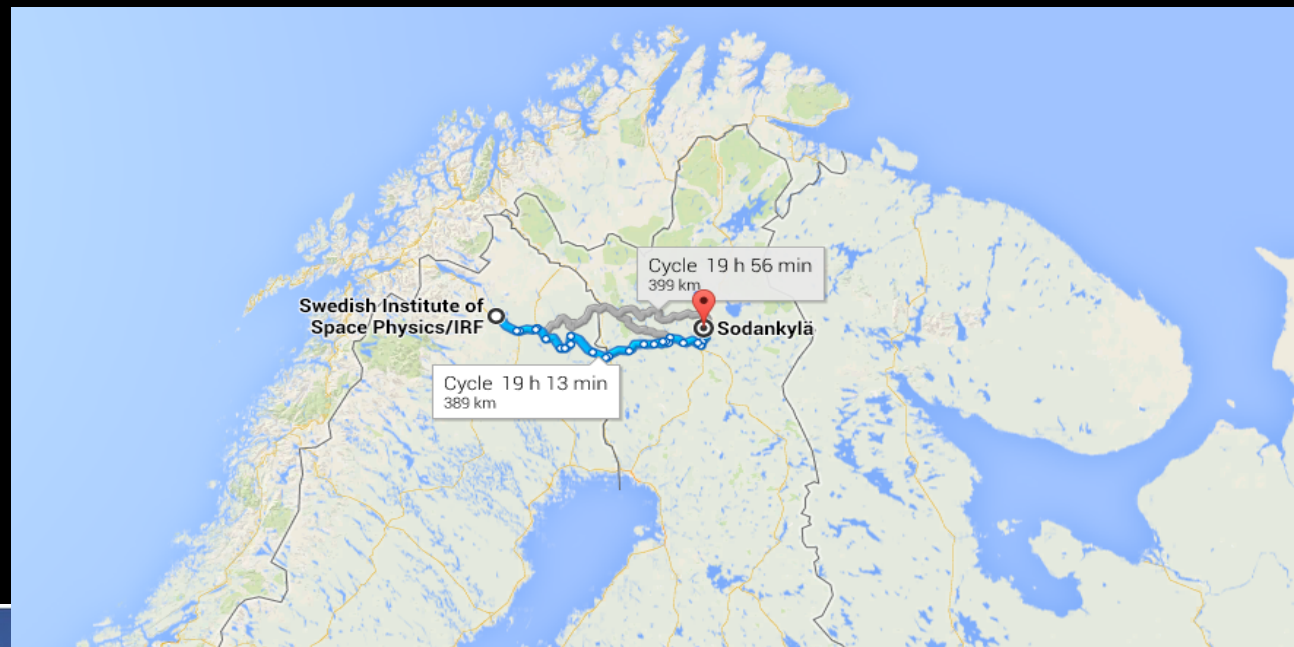 Cycle 19 h 56 min
399 km
Swedish Institute of
Space Physics/IRF
Sodankylä
Cycle 19 h 13 min
389 km